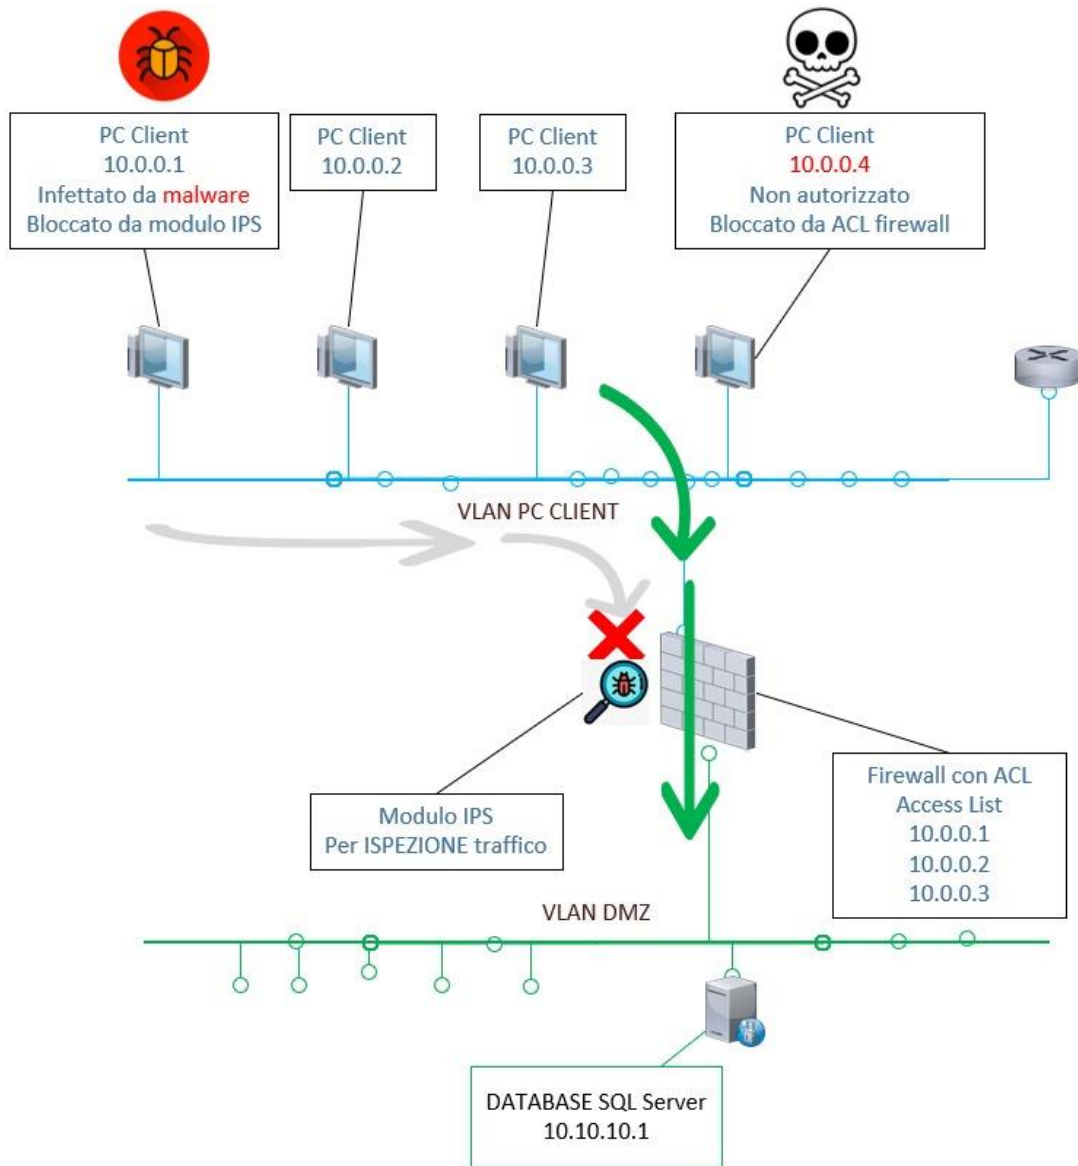 PC Client
10.0.0.1
Infettato da malware
Bloccato da modulo IPS
PC Client
10.0.0.2
PC Client
10.0.0.3
PC Client
10.0.0.4
Non autorizzato
Bloccato da ACL firewall
VLAN PC CLIENT
Modulo IPS
Per ISPEZIONE traffico
Firewall con ACL
Access List
10.0.0.1
10.0.0.2
10.0.0.3
VLAN DMZ
DATABASE SQL Server
10.10.10.1